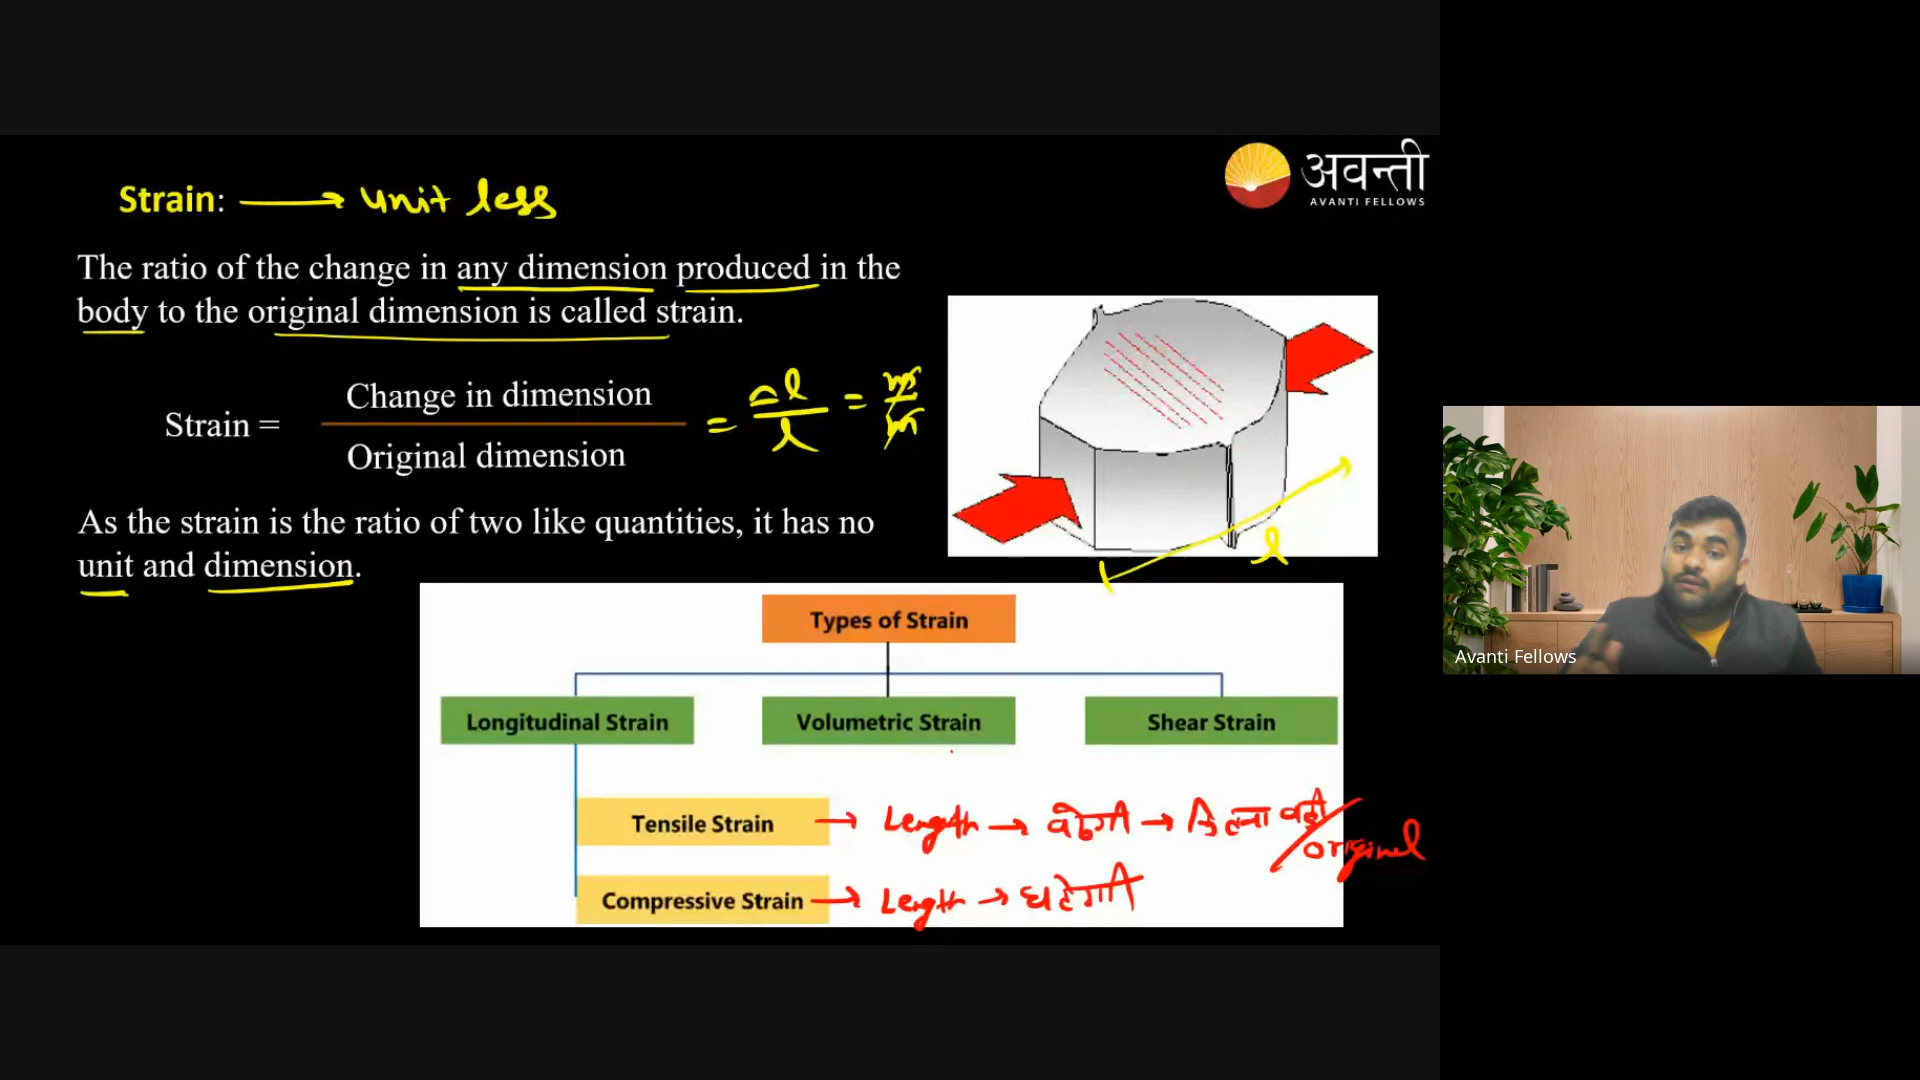 अवन्ती
AVANTI FELLOWS
Strain: → unit less
The ratio of the change in any dimension produced in the
body to the original dimension is called strain.
Strain = Change in dimension / Original dimension = Δl / l = m / m
As the strain is the ratio of two like quantities, it has no
unit and dimension.
l
Types of Strain
Longitudinal Strain
Volumetric Strain
Shear Strain
Tensile Strain → Length → बढेगी → कितना बढ़ी / original
Compressive Strain → Length → घटेगी
Avanti Fellows